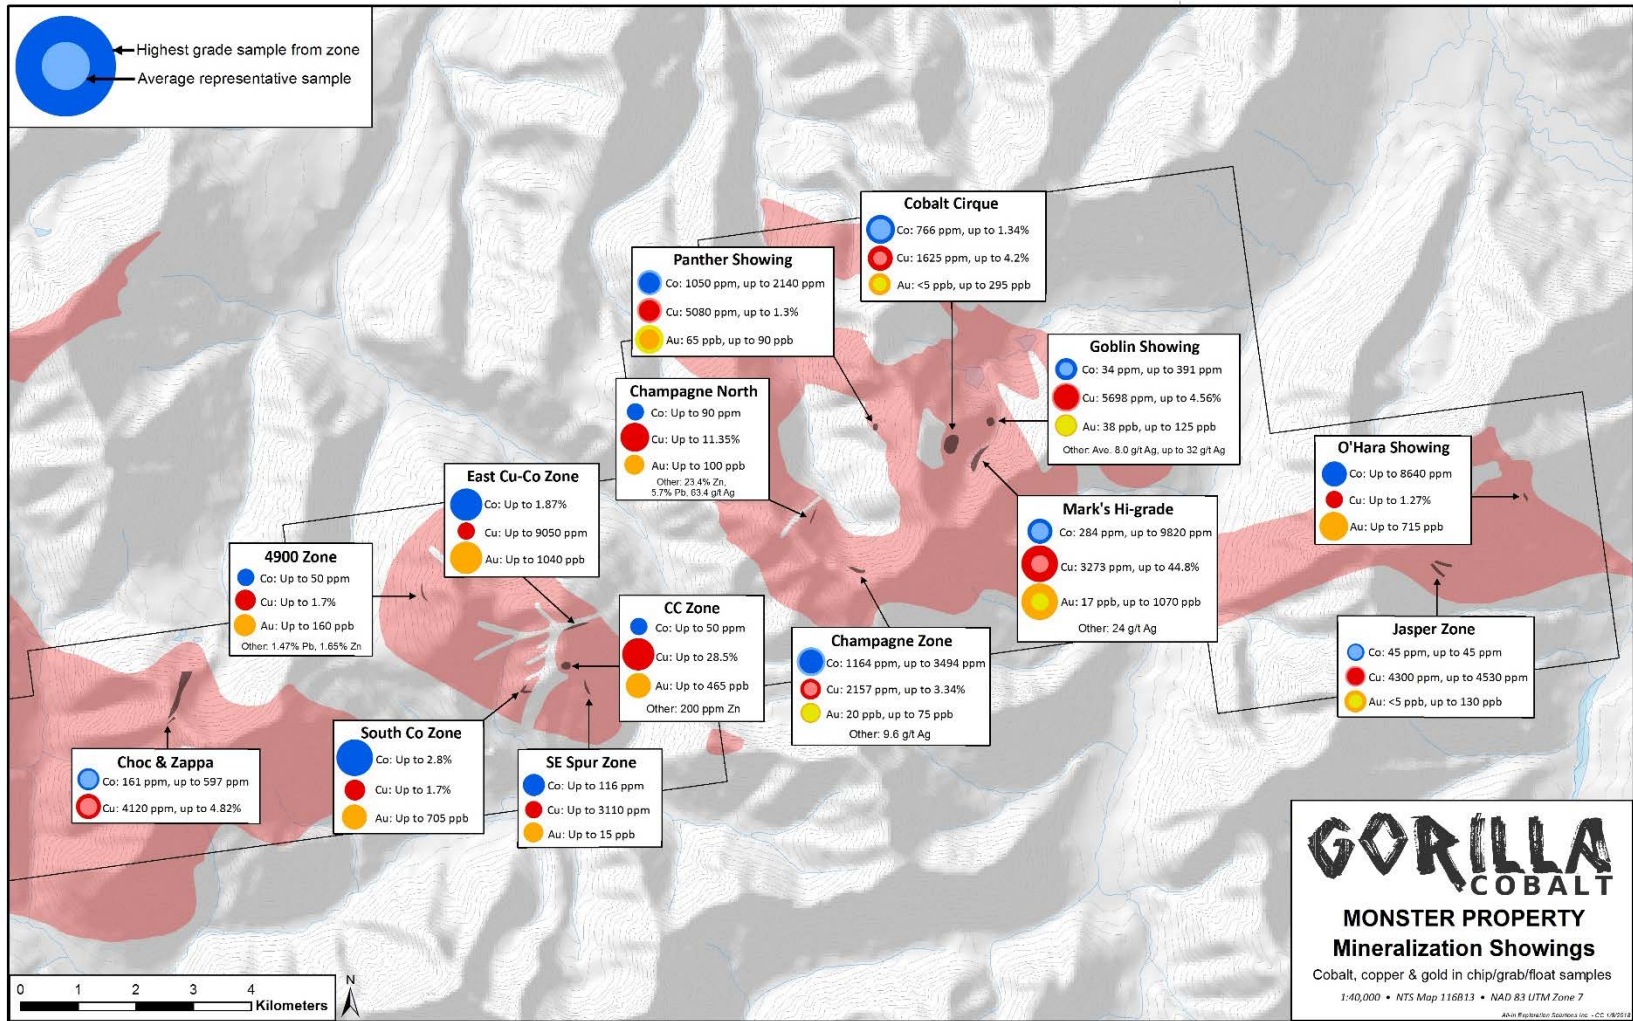 Highest grade sample from zone
Average representative sample
Cobalt Cirque
Co: 766 ppm, up to 1.34%
Cu: 1625 ppm, up to 4.2%
Au: <5 ppb, up to 295 ppb
Panther Showing
Co: 1050 ppm, up to 2140 ppm
Cu: 5080 ppm, up to 1.3%
Au: 65 ppb, up to 90 ppb
Goblin Showing
Co: 34 ppm, up to 391 ppm
Cu: 5698 ppm, up to 4.56%
Au: 38 ppb, up to 125 ppb
Other: Ave. 8.0 g/t Ag, up to 32 g/t Ag
Champagne North
Co: Up to 90 ppm
Cu: Up to 11.35%
Au: Up to 100 ppb
Other: 23.4% Zn,
5.7% Pb, 63.4 g/t Ag
O'Hara Showing
Co: Up to 8640 ppm
Cu: Up to 1.27%
Au: Up to 715 ppb
East Cu-Co Zone
Co: Up to 1.87%
Cu: Up to 9050 ppm
Au: Up to 1040 ppb
Mark's Hi-grade
Co: 284 ppm, up to 9820 ppm
Cu: 3273 ppm, up to 44.8%
Au: 17 ppb, up to 1070 ppb
Other: 24 g/t Ag
4900 Zone
Co: Up to 50 ppm
Cu: Up to 1.7%
Au: Up to 160 ppb
Other: 1.47% Pb, 1.65% Zn
CC Zone
Co: Up to 50 ppm
Cu: Up to 28.5%
Au: Up to 465 ppb
Other: 200 ppm Zn
Champagne Zone
Co: 1164 ppm, up to 3494 ppm
Cu: 2157 ppm, up to 3.34%
Au: 20 ppb, up to 75 ppb
Other: 9.6 g/t Ag
Jasper Zone
Co: 45 ppm, up to 45 ppm
Cu: 4300 ppm, up to 4530 ppm
Au: <5 ppb, up to 130 ppb
South Co Zone
Co: Up to 2.8%
Cu: Up to 1.7%
Au: Up to 705 ppb
Choc & Zappa
Co: 161 ppm, up to 597 ppm
Cu: 4120 ppm, up to 4.82%
SE Spur Zone
Co: Up to 116 ppm
Cu: Up to 3110 ppm
Au: Up to 15 ppb
GORILLA
COBALT
MONSTER PROPERTY
Mineralization Showings
Cobalt, copper & gold in chip/grab/float samples
1:40,000 • NTS Map 116B13 • NAD 83 UTM Zone 7
All-in Exploration Solutions Inc. - CC 1/8/2018
0 1 2 3 4
Kilometers
N